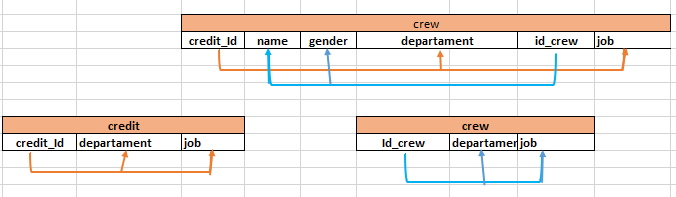 crew
credit_Id name gender departament id_crew job
credit crew
credit_Id departament job Id_crew departamer job